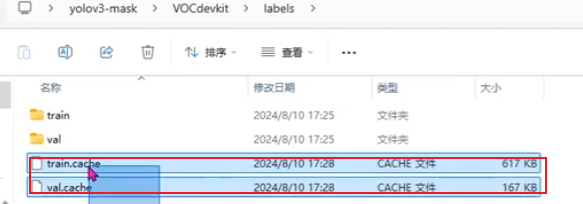 yolov3-mask > VOCdevkit > labels >
排序 查看 ...
名称 修改日期 类型 大小
train 2024/8/10 17:25 文件夹
val 2024/8/10 17:25 文件夹
train.cache 2024/8/10 17:28 CACHE 文件 617 KB
val.cache 2024/8/10 17:28 CACHE 文件 167 KB